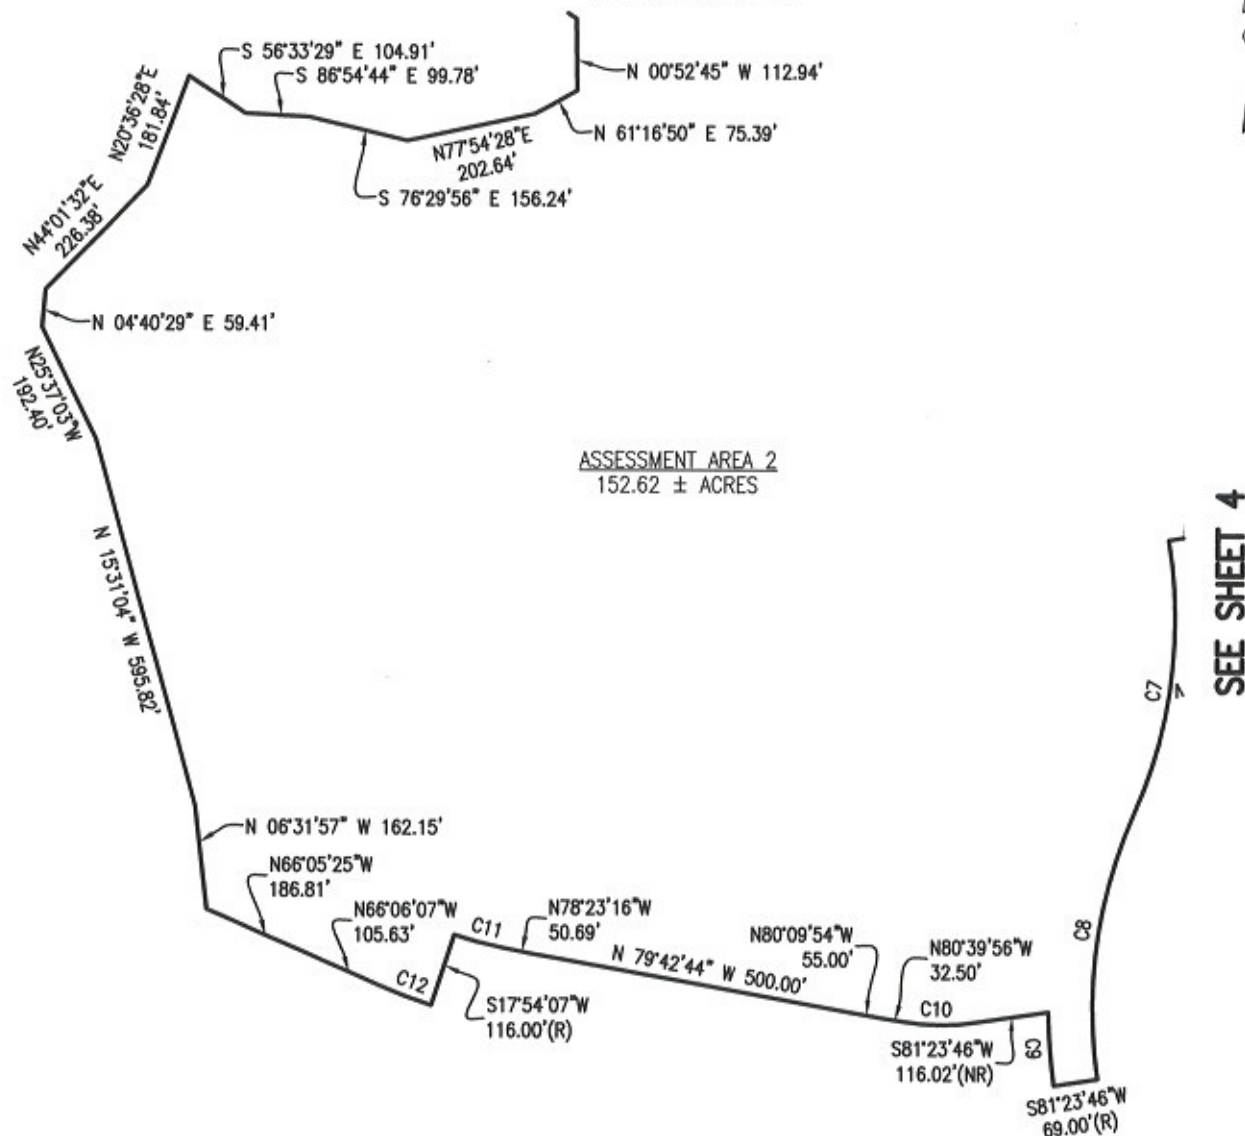 S 56°33'29" E 104.91'
S 86°54'44" E 99.78'
N 00°52'45" W 112.94'
N20°36'28"E
181.84'
N 61°16'50" E 75.39'
N77°54'28"E
202.64'
S 76°29'56" E 156.24'
N44°01'32"E
226.38'
N 04°40'29" E 59.41'
N25°37'03"W
192.40'
ASSESSMENT AREA 2
152.62 ± ACRES
SEE SHEET 4
N 15°31'04" W 595.82'
C7
N 06°31'57" W 162.15'
N66°05'25"W
186.81'
N66°06'07"W
105.63'
C12
C11
N78°23'16"W
50.69'
S17°54'07"W
116.00'(R)
N 79°42'44" W 500.00'
N80°09'54"W
55.00'
N80°39'56"W
32.50'
C10
C8
S81°23'46"W
116.02'(NR)
C9
S81°23'46"W
69.00'(R)